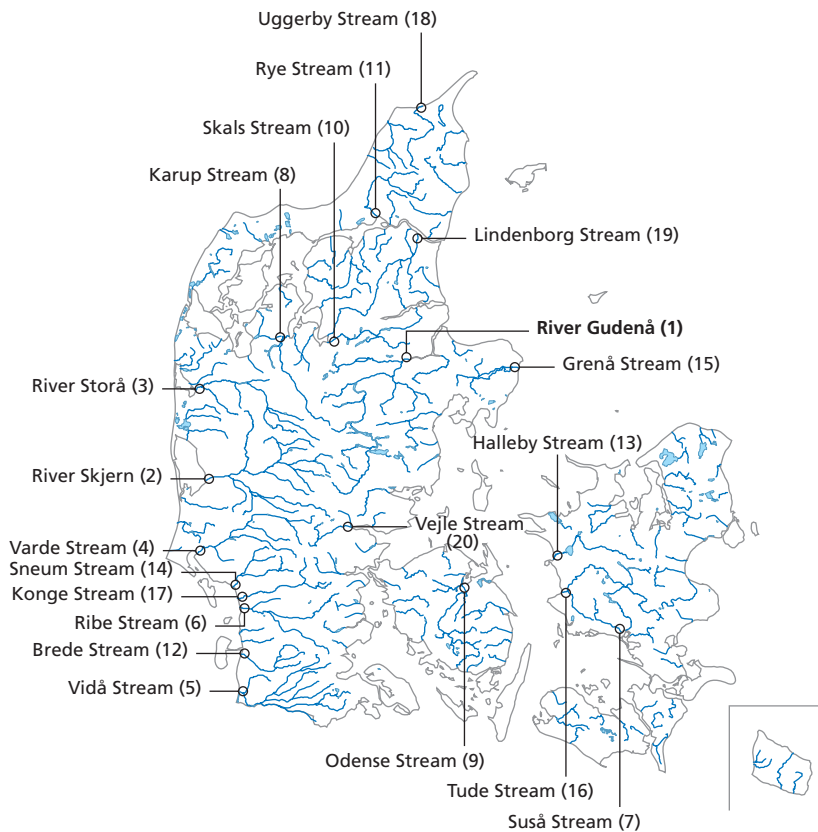 Uggerby Stream (18)
Rye Stream (11)
Skals Stream (10)
Karup Stream (8)
Lindenborg Stream (19)
River Gudenå (1)
Grenå Stream (15)
River Storå (3)
Halleby Stream (13)
River Skjern (2)
Vejle Stream
(20)
Varde Stream (4)
Sneum Stream (14)
Konge Stream (17)
Ribe Stream (6)
Brede Stream (12)
Vidå Stream (5)
Odense Stream (9)
Tude Stream (16)
Suså Stream (7)